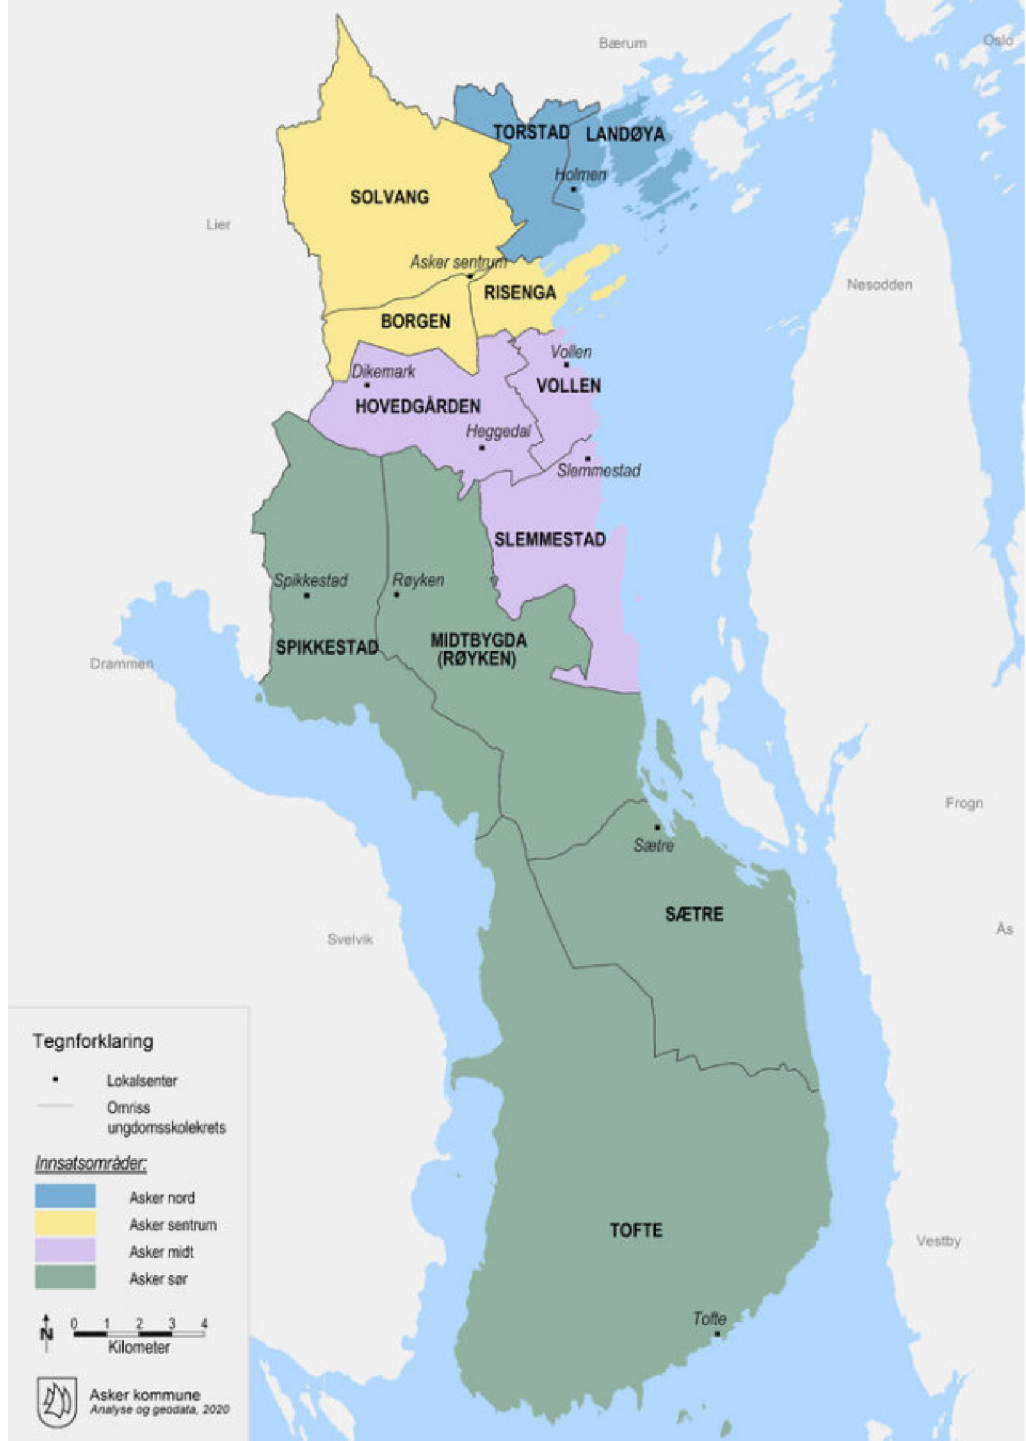 Bærum
Oslo
TORSTAD
LANDØYA
Holmen
SOLVANG
Lier
Asker sentrum
Nesodden
RISENGA
BORGEN
Vollen
Dikemark
VOLLEN
HOVEDGÅRDEN
Heggedal
Slemmestad
SLEMMESTAD
Spikkestad
Røyken
SPIKKESTAD
MIDTBYGDA
(RØYKEN)
Drammen
Frogn
Sætre
SÆTRE
Svelvik
Ås
TOFTE
Vestby
Tofte
Tegnforklaring
Lokalsenter
Omriss
ungdomsskolekrets
Innsatsområder:
Asker nord
Asker sentrum
Asker midt
Asker sør
N
0 1 2 3 4
Kilometer
Asker kommune
Analyse og geodata, 2020